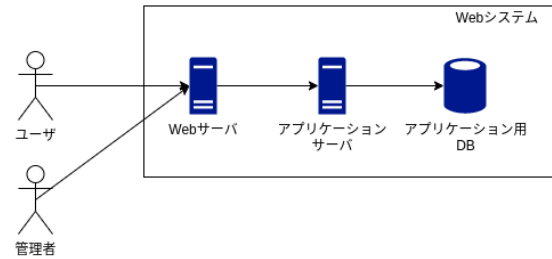 Webシステム
ユーザ
Webサーバ
アプリケーション
サーバ
アプリケーション用
DB
管理者